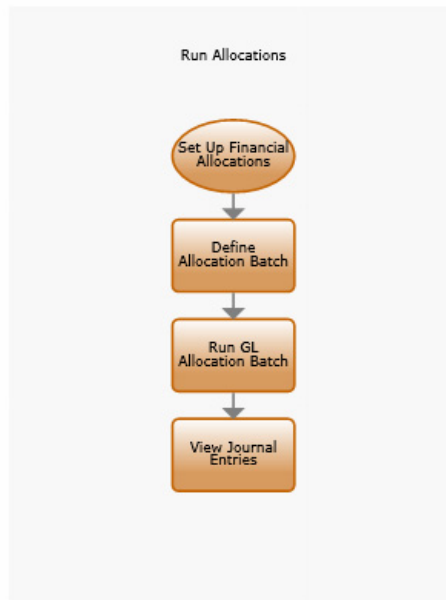 Run Allocations
Set Up Financial
Allocations
Define
Allocation Batch
Run GL
Allocation Batch
View Journal
Entries